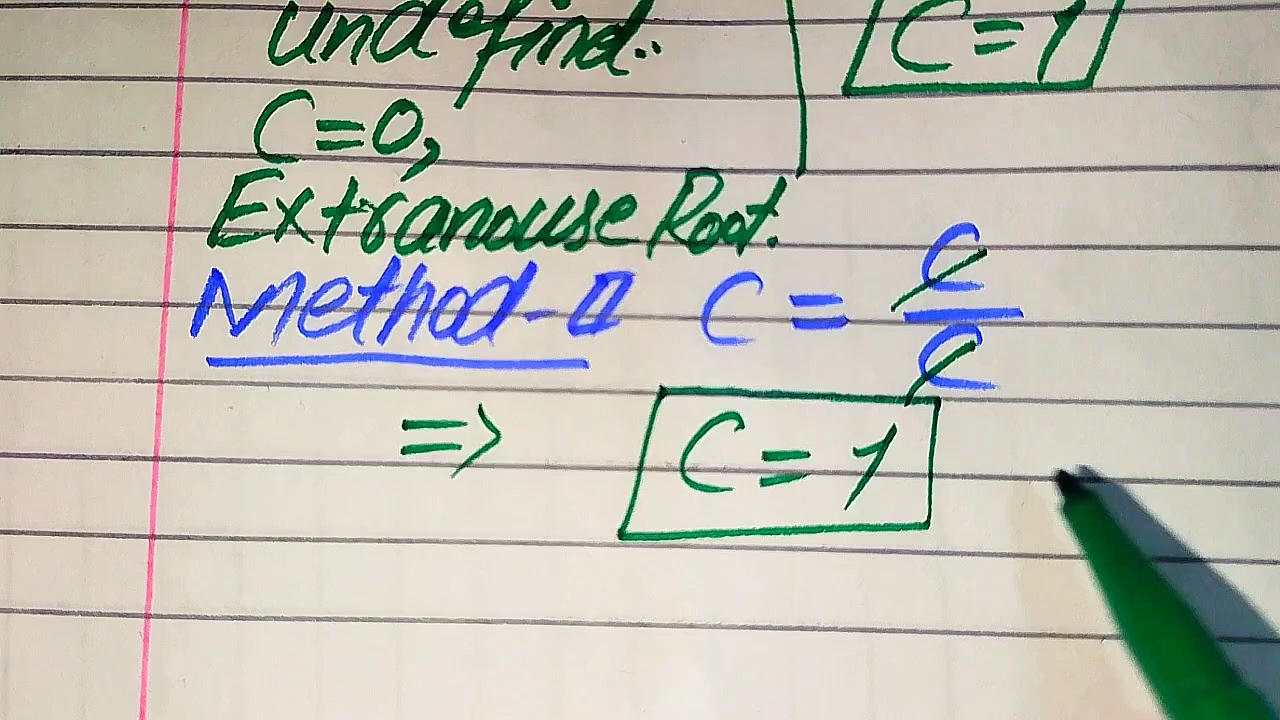 undefind..
C=1
C=0,
Extranouse Root.
Method-II C = C/C
=> C = 1